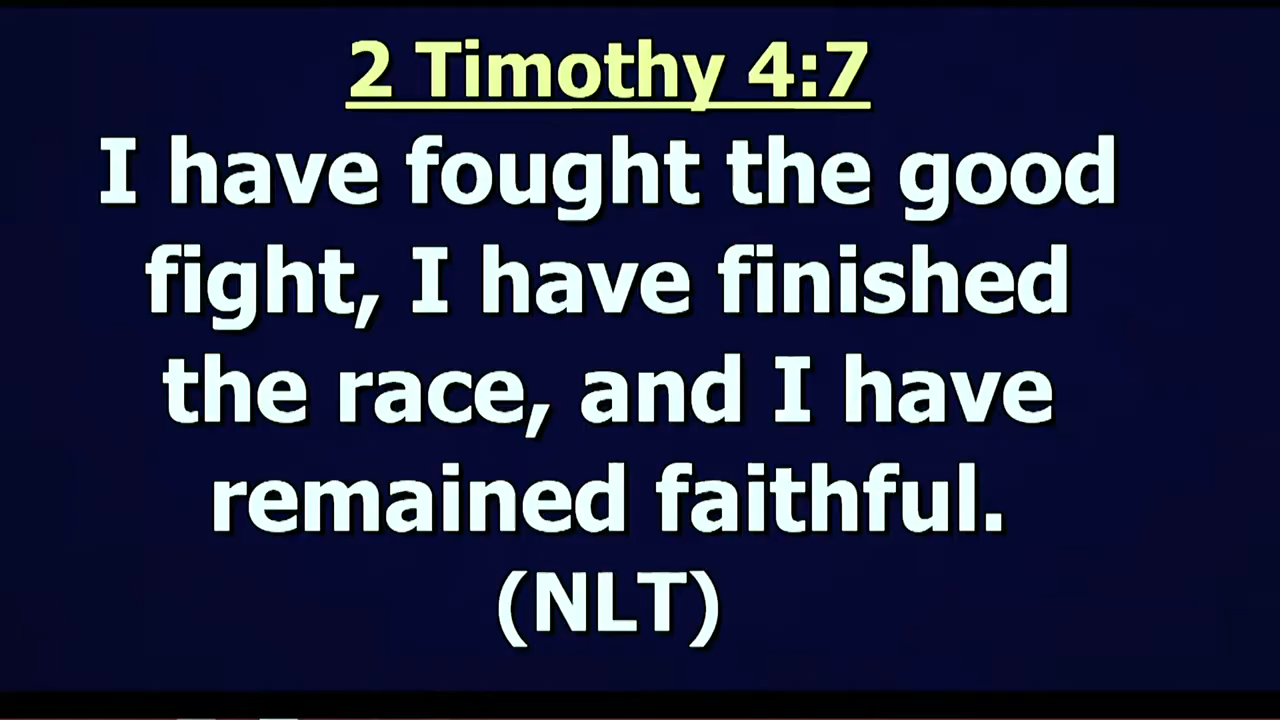 2 Timothy 4:7
I have fought the good
fight, I have finished
the race, and I have
remained faithful.
(NLT)